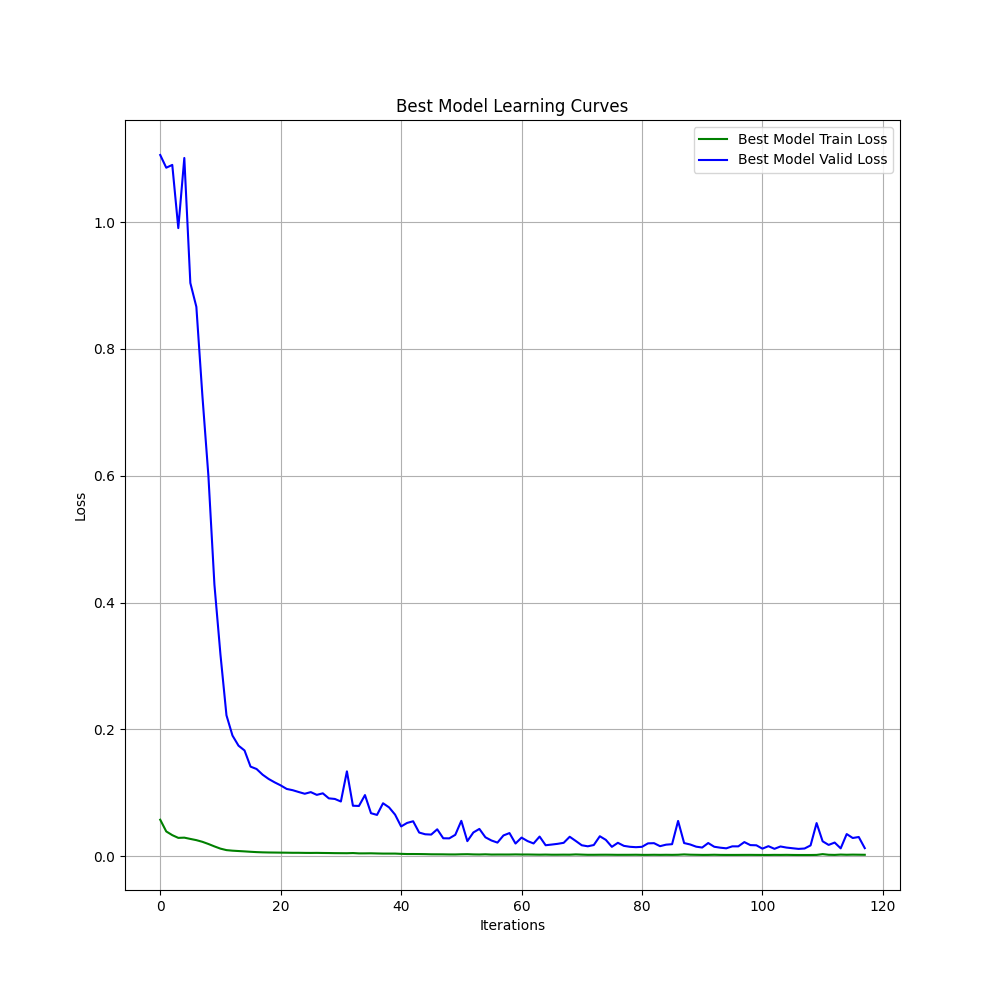 Best Model Learning Curves
Best Model Train Loss
Best Model Valid Loss
Loss
1.0
0.8
0.6
0.4
0.2
0.0
0 20 40 60 80 100 120
Iterations